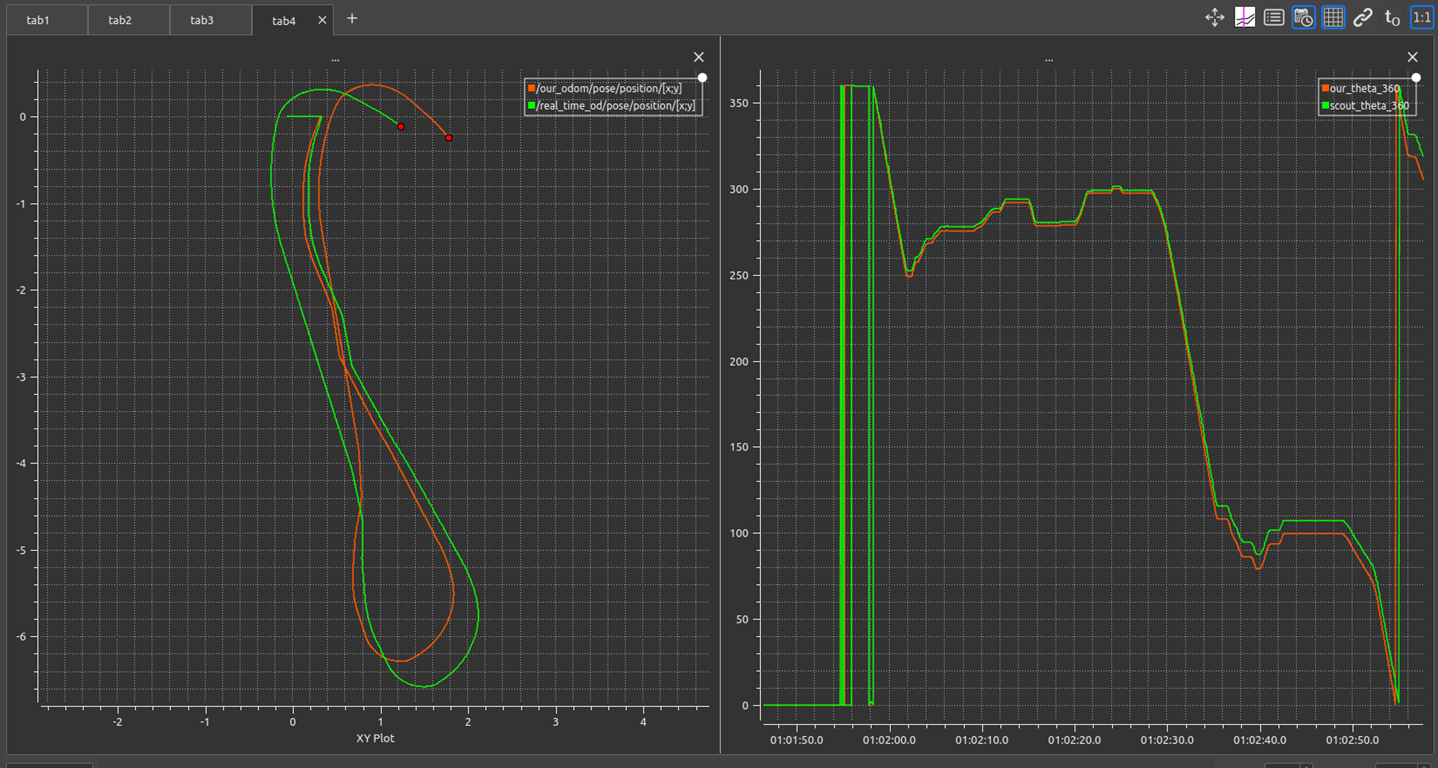 tab1 tab2 tab3 tab4 × +
t0 1:1
...
/our_odom/pose/position/[x;y]
/real_time_od/pose/position/[x;y]
0
-1
-2
-3
-4
-5
-6
-2 -1 0 1 2 3 4
XY Plot
...
our_theta_360
scout_theta_360
350
300
250
200
150
100
50
0
01:01:50.0 01:02:00.0 01:02:10.0 01:02:20.0 01:02:30.0 01:02:40.0 01:02:50.0